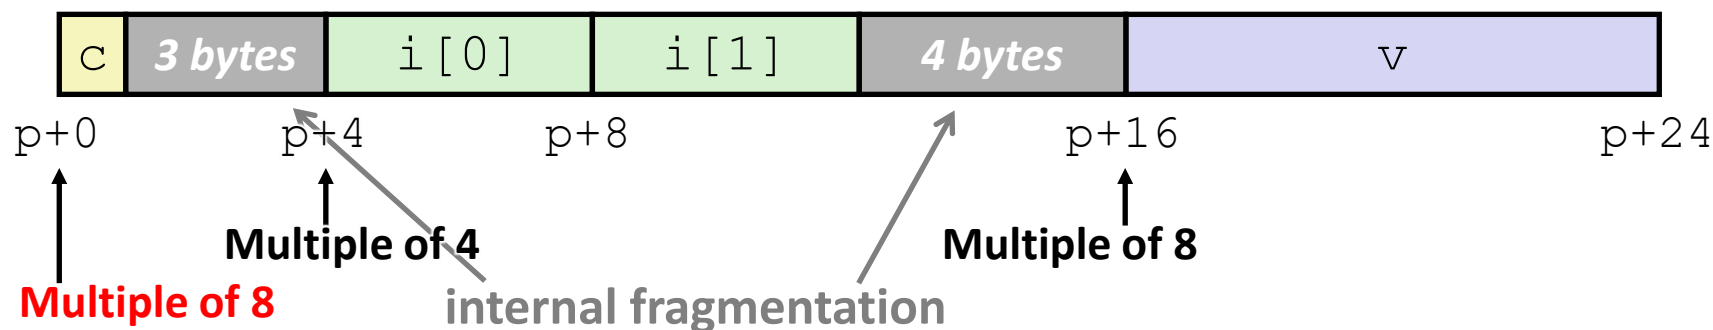 c 3 bytes i[0] i[1] 4 bytes v
p+0 p+4 p+8 p+16 p+24
Multiple of 4 Multiple of 8
Multiple of 8 internal fragmentation